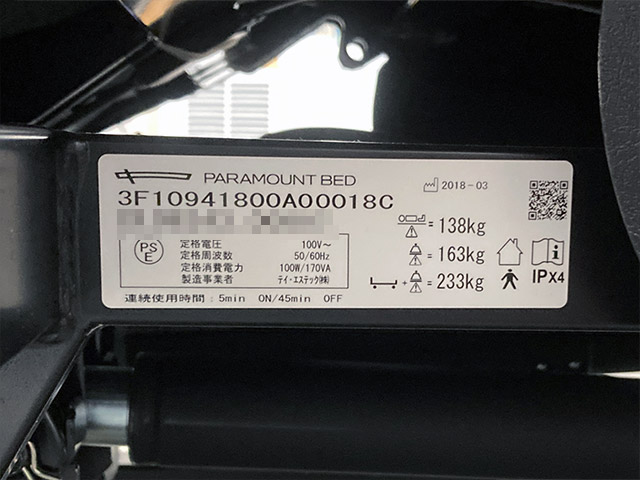 PARAMOUNT BED
2018-03
3F10941800A00018C
= 138kg
= 163kg
+ = 233kg
PS
E
定格電圧 100V～
定格周波数 50/60Hz
定格消費電力 100W/170VA
製造事業者 テイ・エステック㈱
連続使用時間：5min ON/45min OFF
IPX4